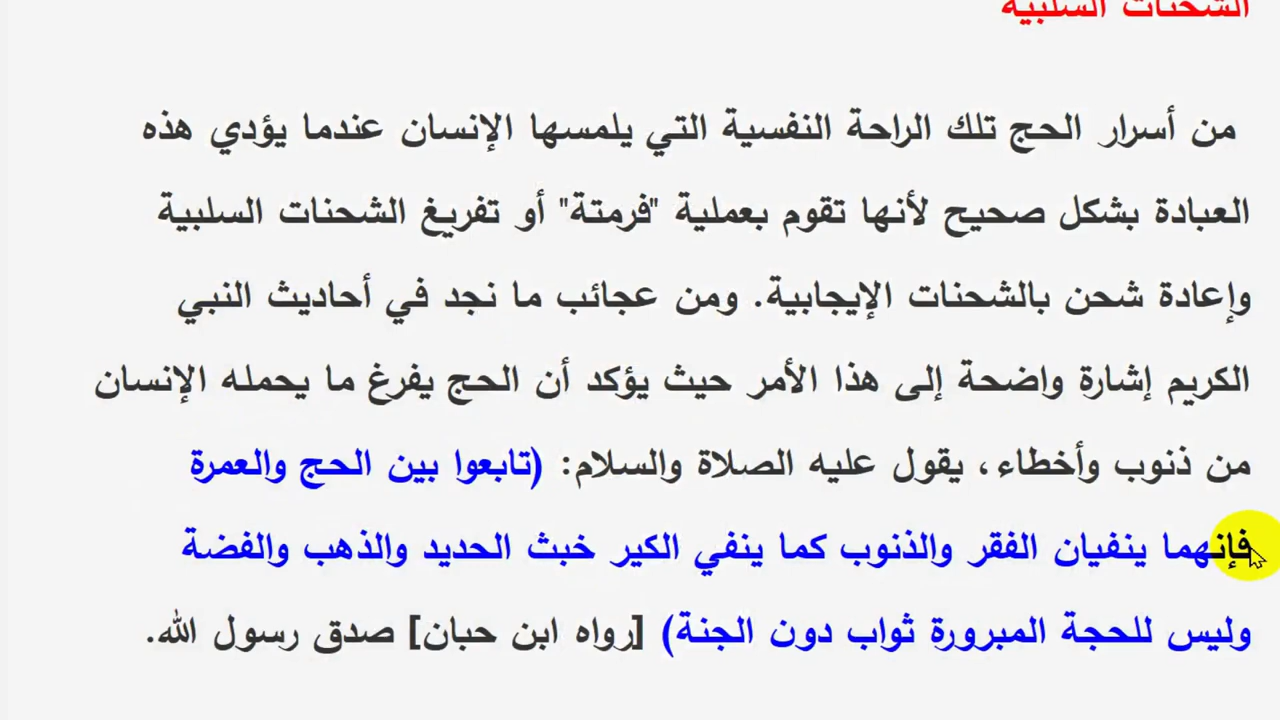 الشحنات السلبية
من أسرار الحج تلك الراحة النفسية التي يلمسها الإنسان عندما يؤدي هذه
العبادة بشكل صحيح لأنها تقوم بعملية "فرمتة" أو تفريغ الشحنات السلبية
وإعادة شحن بالشحنات الإيجابية. ومن عجائب ما نجد في أحاديث النبي
الكريم إشارة واضحة إلى هذا الأمر حيث يؤكد أن الحج يفرغ ما يحمله الإنسان
من ذنوب وأخطاء، يقول عليه الصلاة والسلام: (تابعوا بين الحج والعمرة
فإنهما ينفيان الفقر والذنوب كما ينفي الكير خبث الحديد والذهب والفضة
وليس للحجة المبرورة ثواب دون الجنة) [رواه ابن حبان] صدق رسول الله.